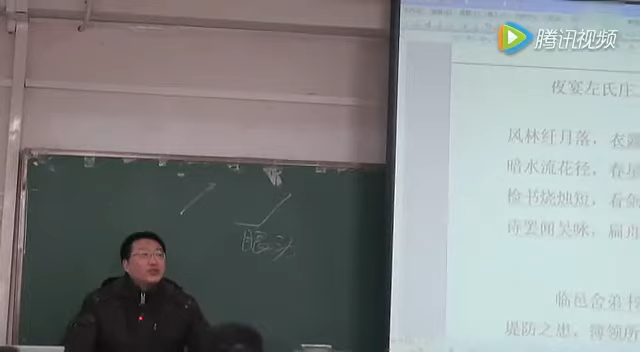 腾讯视频
夜宴左氏庄
风林纤月落，衣露
暗水流花径，春星
检书烧烛短，看剑
诗罢闻吴咏，扁舟
眼头
临邑舍弟书
堤防之患，簿领所